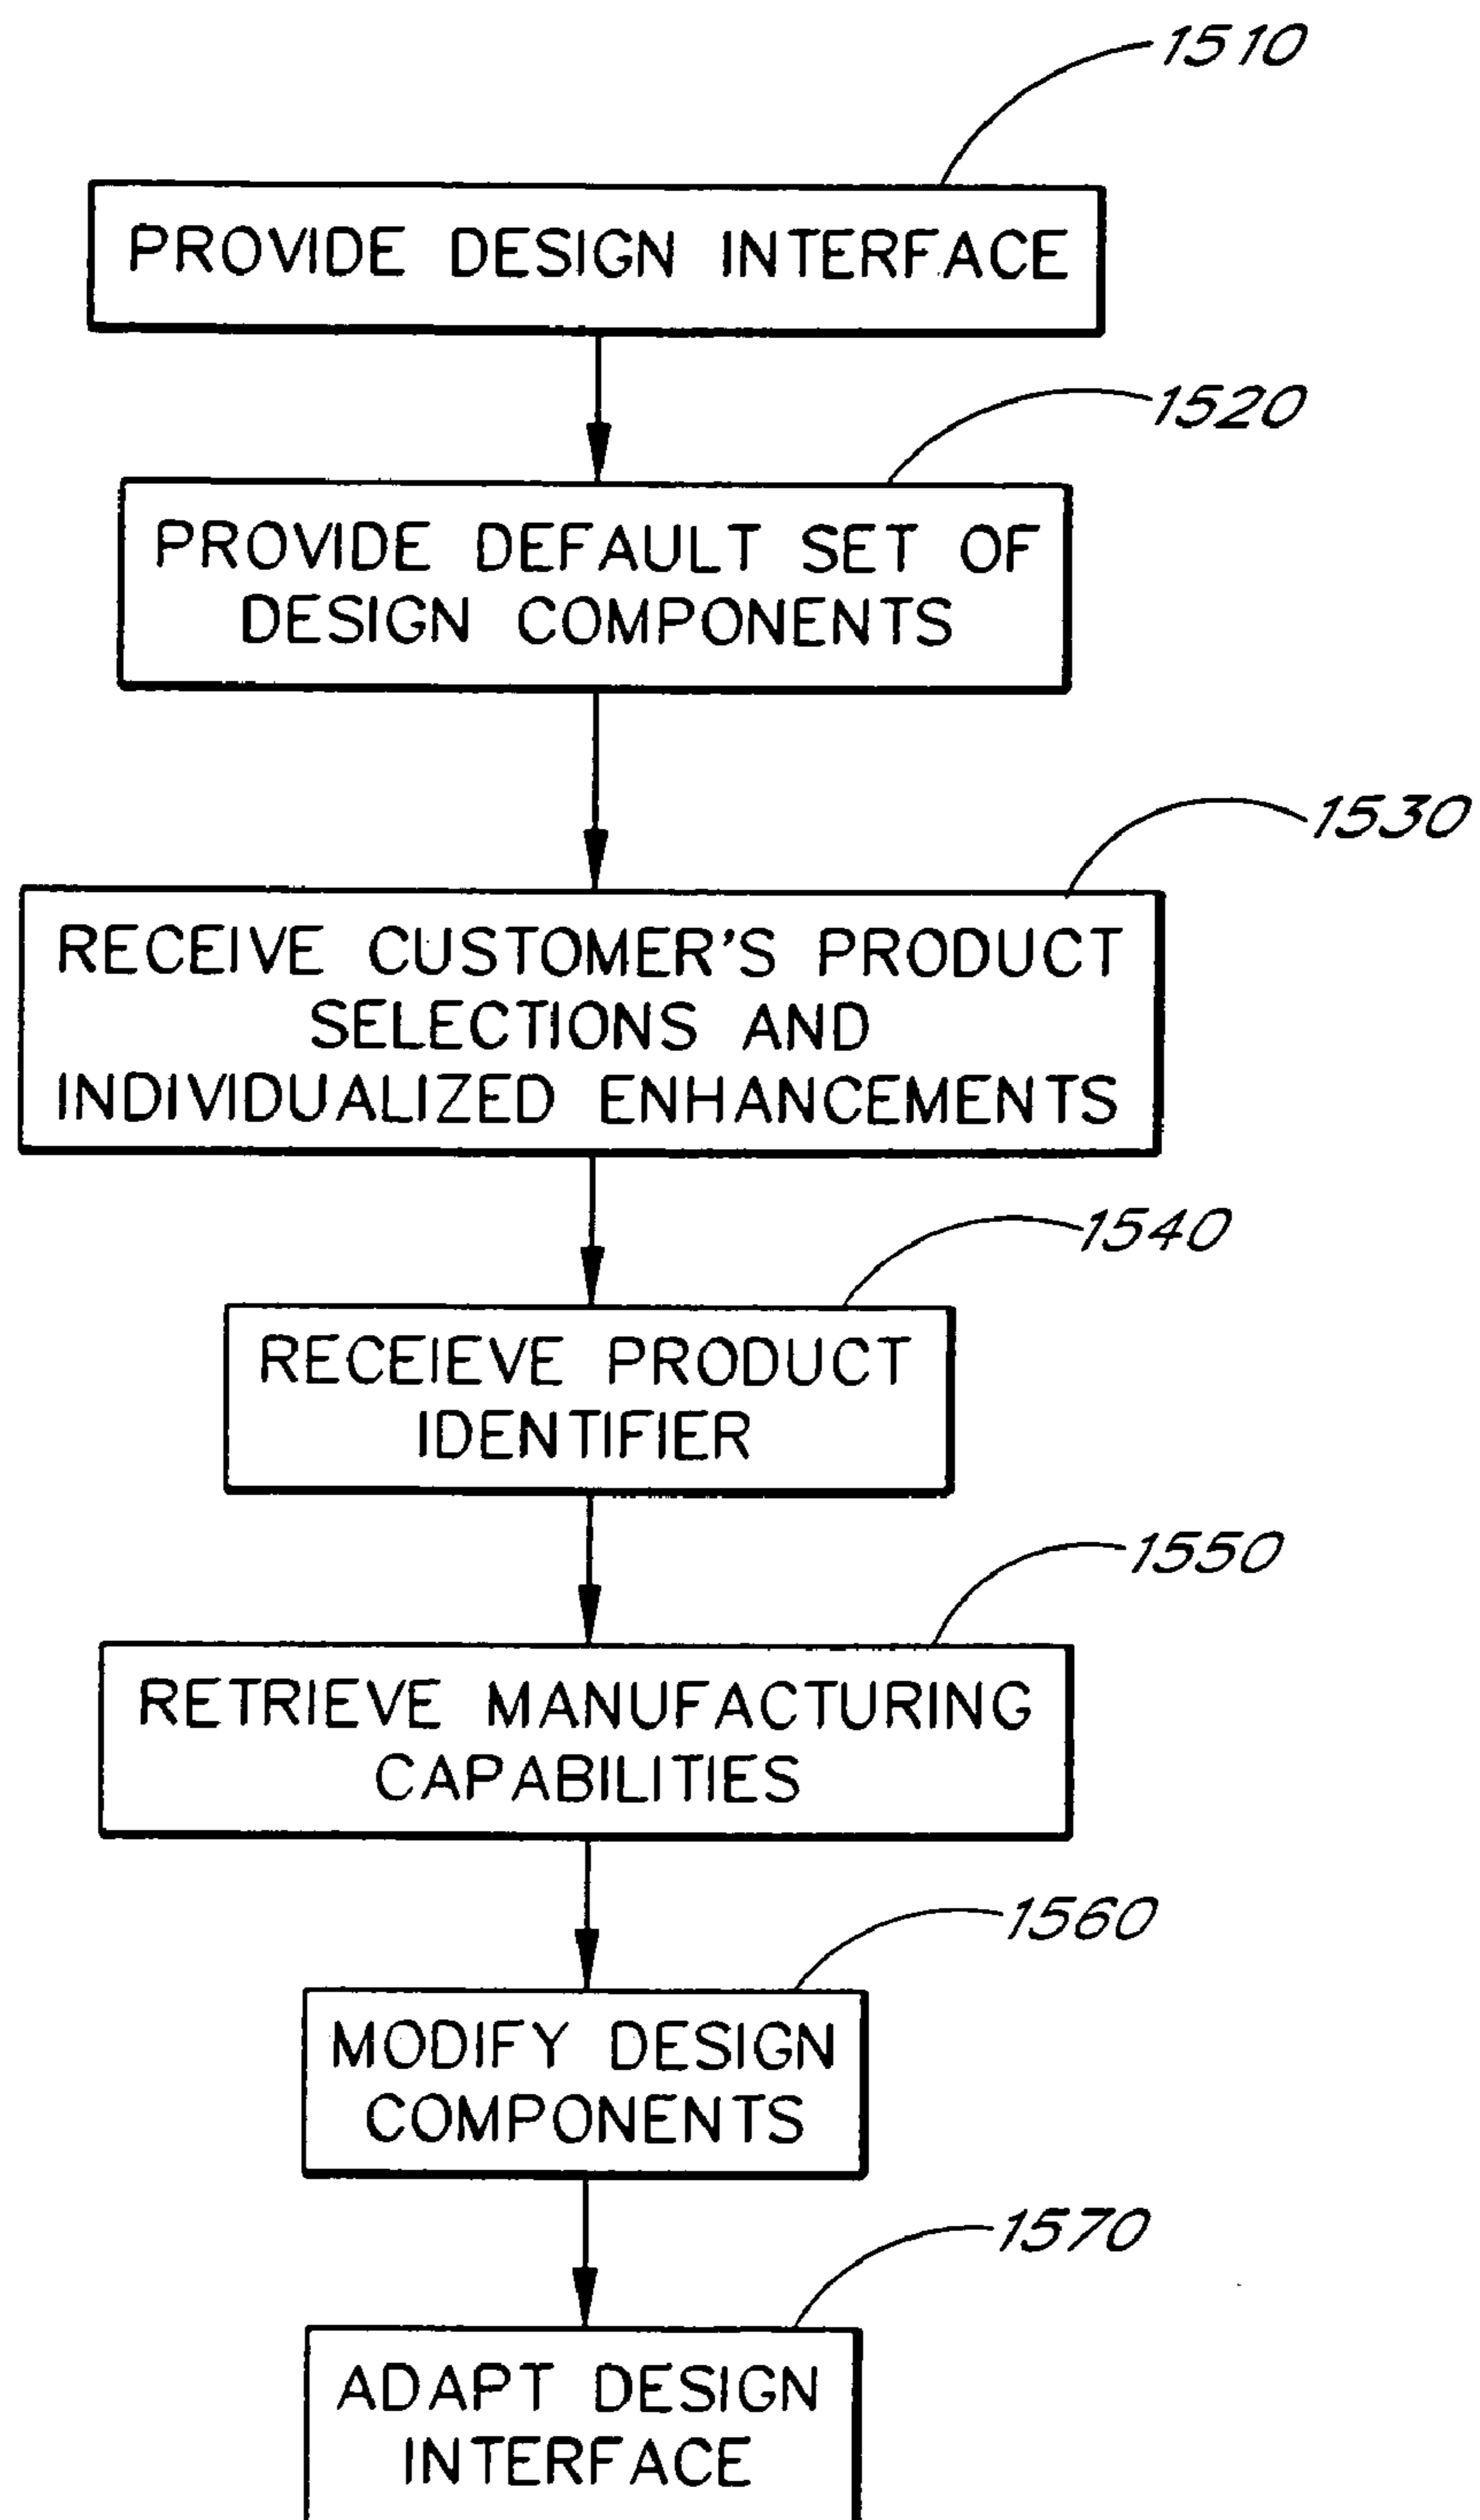 1510
PROVIDE DESIGN INTERFACE
1520
PROVIDE DEFAULT SET OF
DESIGN COMPONENTS
1530
RECEIVE CUSTOMER'S PRODUCT
SELECTIONS AND
INDIVIDUALIZED ENHANCEMENTS
1540
RECEIEVE PRODUCT
IDENTIFIER
1550
RETRIEVE MANUFACTURING
CAPABILITIES
1560
MODIFY DESIGN
COMPONENTS
1570
ADAPT DESIGN
INTERFACE